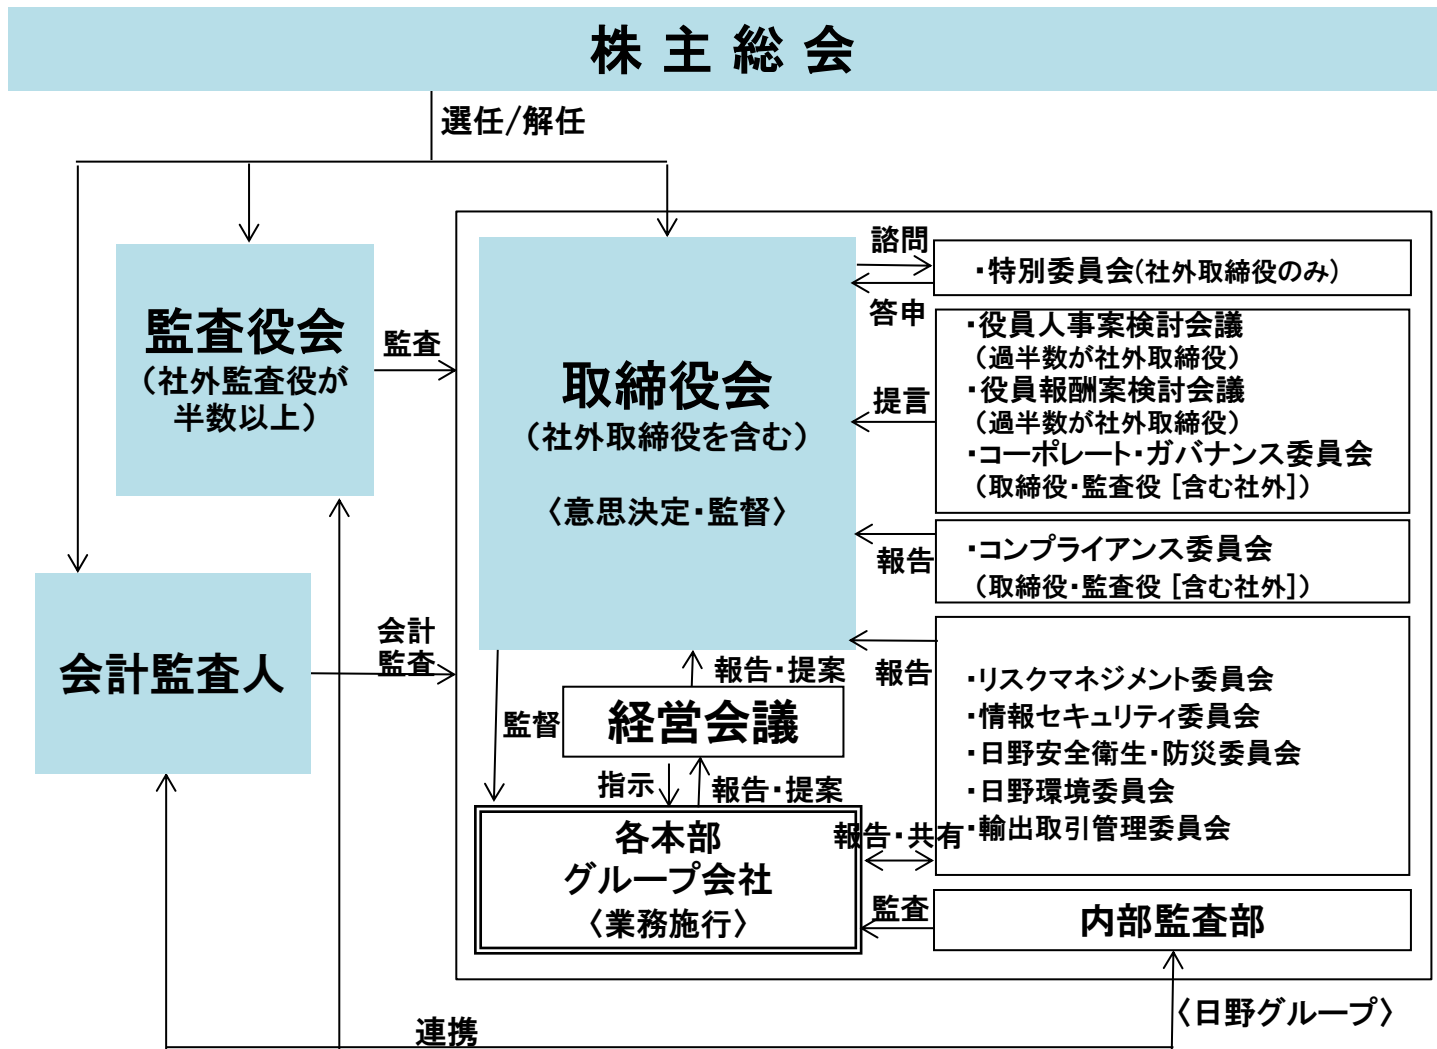 株主総会
選任/解任
監査役会
（社外監査役が
半数以上）
監査
取締役会
（社外取締役を含む）
〈意思決定・監督〉
諮問
答申
・特別委員会(社外取締役のみ）
提言
・役員人事案検討会議
（過半数が社外取締役）
・役員報酬案検討会議
（過半数が社外取締役）
・コーポレート・ガバナンス委員会
（取締役・監査役 [含む社外]）
報告
・コンプライアンス委員会
（取締役・監査役 [含む社外]）
会計監査人
会計
監査
報告
・リスクマネジメント委員会
・情報セキュリティ委員会
・日野安全衛生・防災委員会
・日野環境委員会
・輸出取引管理委員会
報告・提案
監督
経営会議
指示
報告・提案
各本部
グループ会社
〈業務施行〉
報告・共有
監査
内部監査部
〈日野グループ〉
連携